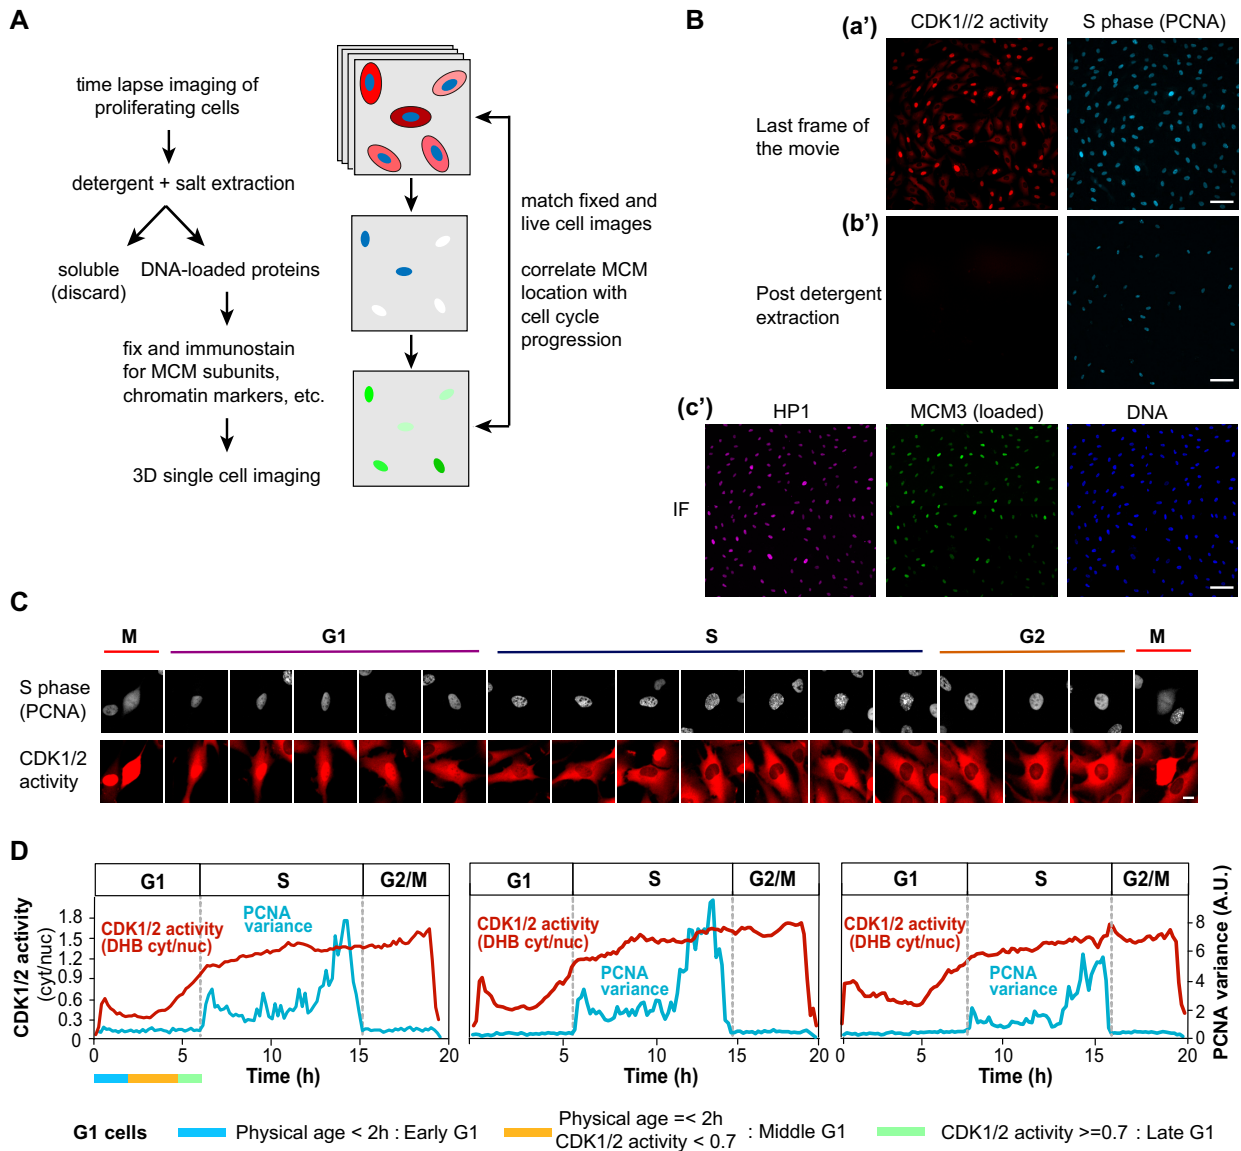 A
time lapse imaging of
proliferating cells
detergent + salt extraction
soluble
(discard)
DNA-loaded proteins
fix and immunostain
for MCM subunits,
chromatin markers, etc.
3D single cell imaging
match fixed and
live cell images
correlate MCM
location with
cell cycle
progression
B
(a')
CDK1//2 activity
S phase (PCNA)
Last frame of
the movie
(b')
Post detergent
extraction
(c')
HP1
MCM3 (loaded)
DNA
IF
C
M
G1
S
G2
M
S phase
(PCNA)
CDK1/2
activity
D
G1
S
G2/M
CDK1/2 activity
(cyt/nuc)
1.8
1.5
1.2
0.9
0.6
0.3
0
CDK1/2 activity
(DHB cyt/nuc)
PCNA
variance
0
5
10
15
20
Time (h)
G1
S
G2/M
CDK1/2 activity
(DHB cyt/nuc)
PCNA
variance
5
10
15
20
Time (h)
G1
S
G2/M
CDK1/2 activity
(DHB cyt/nuc)
PCNA
variance
0
5
10
15
20
Time (h)
8
6
4
2
0
PCNA variance (A.U.)
G1 cells
Physical age < 2h : Early G1
Physical age =< 2h
CDK1/2 activity < 0.7
: Middle G1
CDK1/2 activity >=0.7 : Late G1